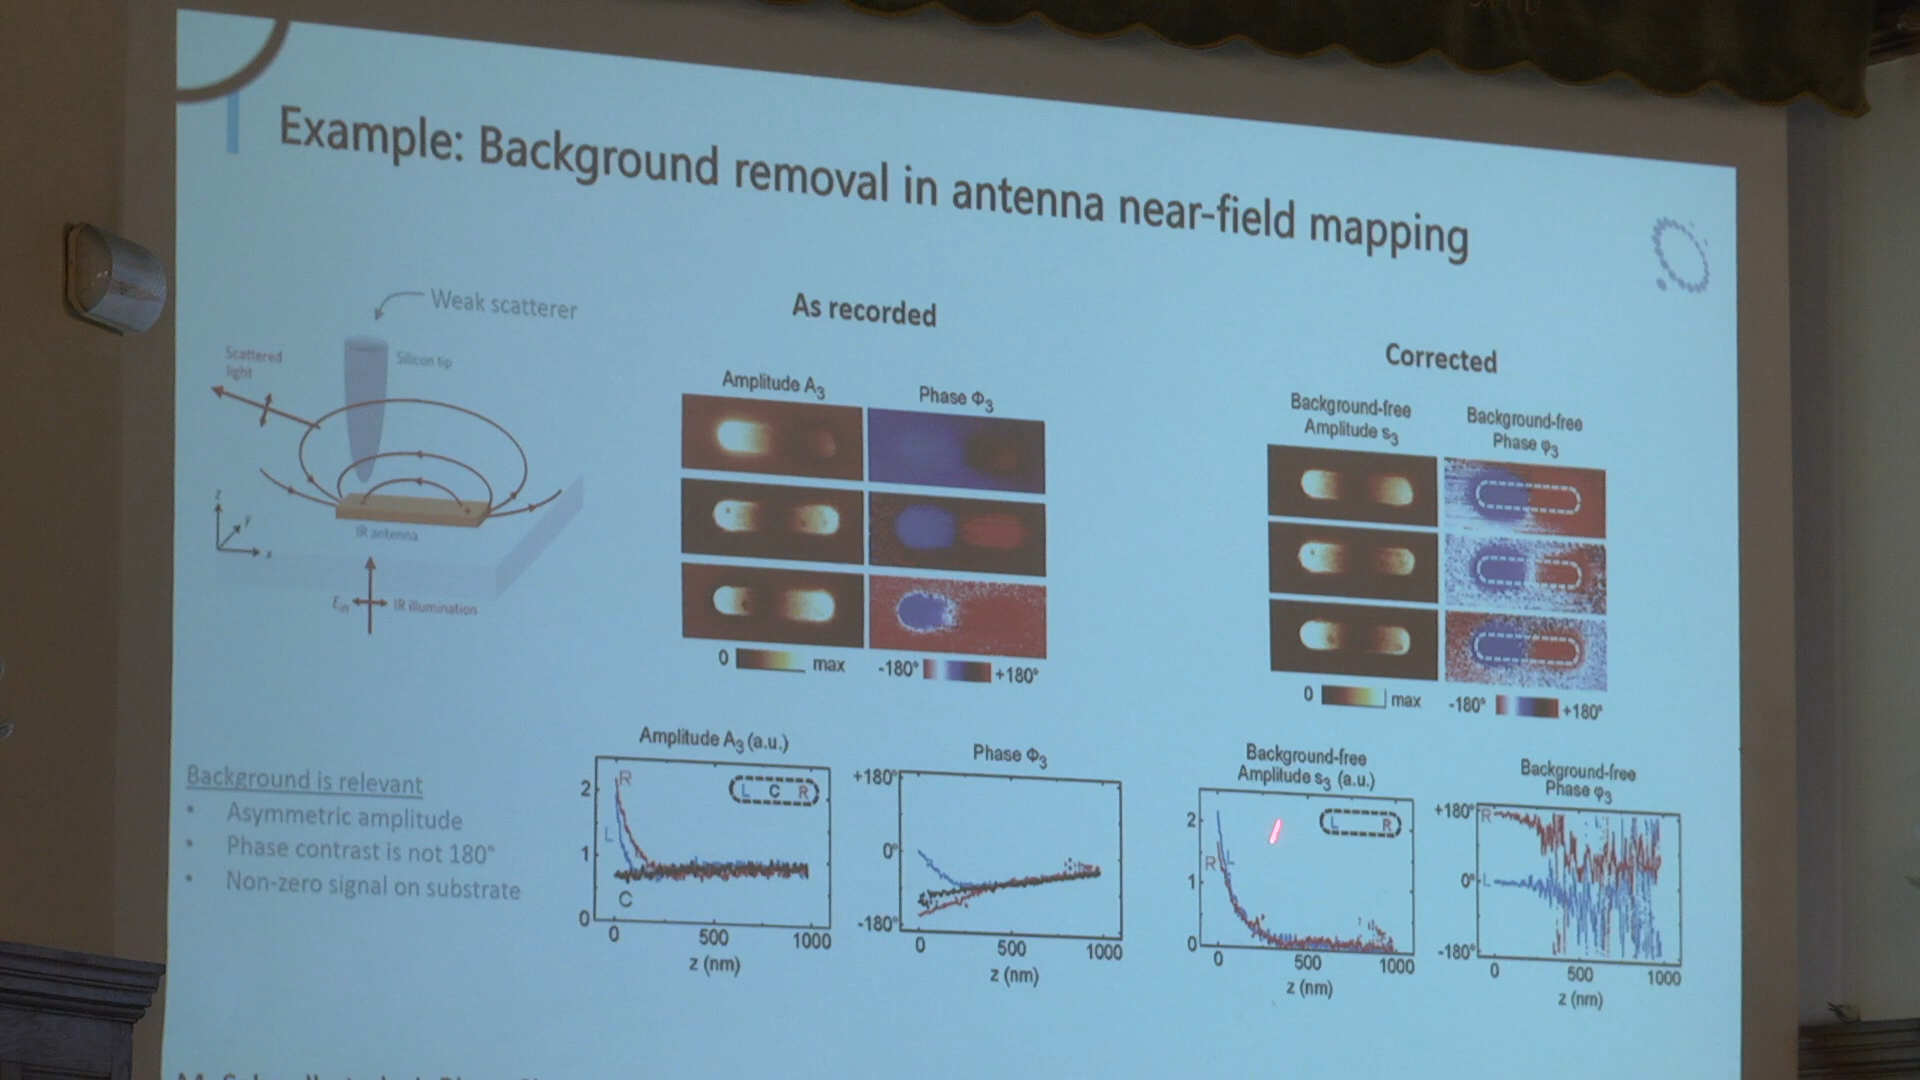 Example: Background removal in antenna near-field mapping
Weak scatterer
Scattered
light
Silicon tip
IR antenna
z
y
x
Ein
IR illumination
Background is relevant
• Asymmetric amplitude
• Phase contrast is not 180°
• Non-zero signal on substrate
As recorded
Amplitude A3
Phase Φ3
0 max
-180° +180°
Corrected
Background-free
Amplitude s3
Background-free
Phase φ3
0 max
-180° +180°
Amplitude A3 (a.u.)
2
1
0
R
L
C
L C R
0 500 1000
z (nm)
Phase Φ3
+180°
0°
-180°
0 500 1000
z (nm)
Background-free
Amplitude s3 (a.u.)
2
1
0
R L
L R
0 500 1000
z (nm)
Background-free
Phase φ3
+180°
0°
-180°
R
L
0 500 1000
z (nm)